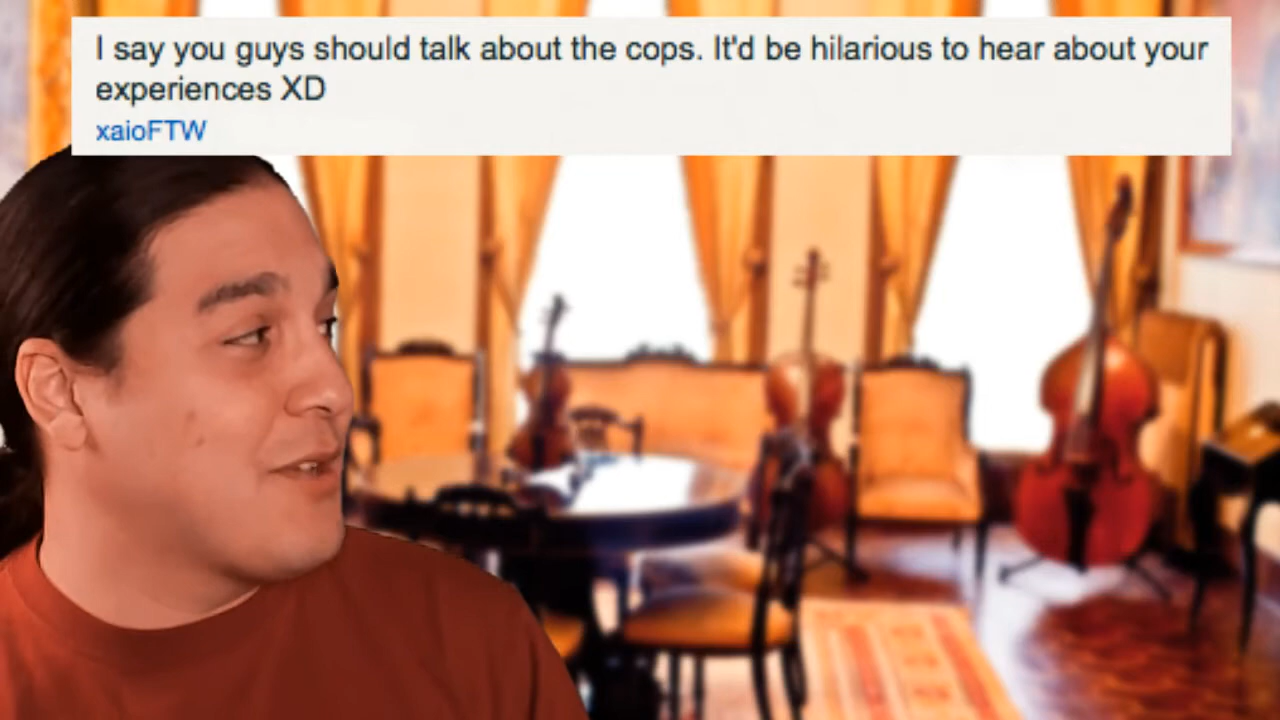 I say you guys should talk about the cops. It'd be hilarious to hear about your
experiences XD
xaioFTW